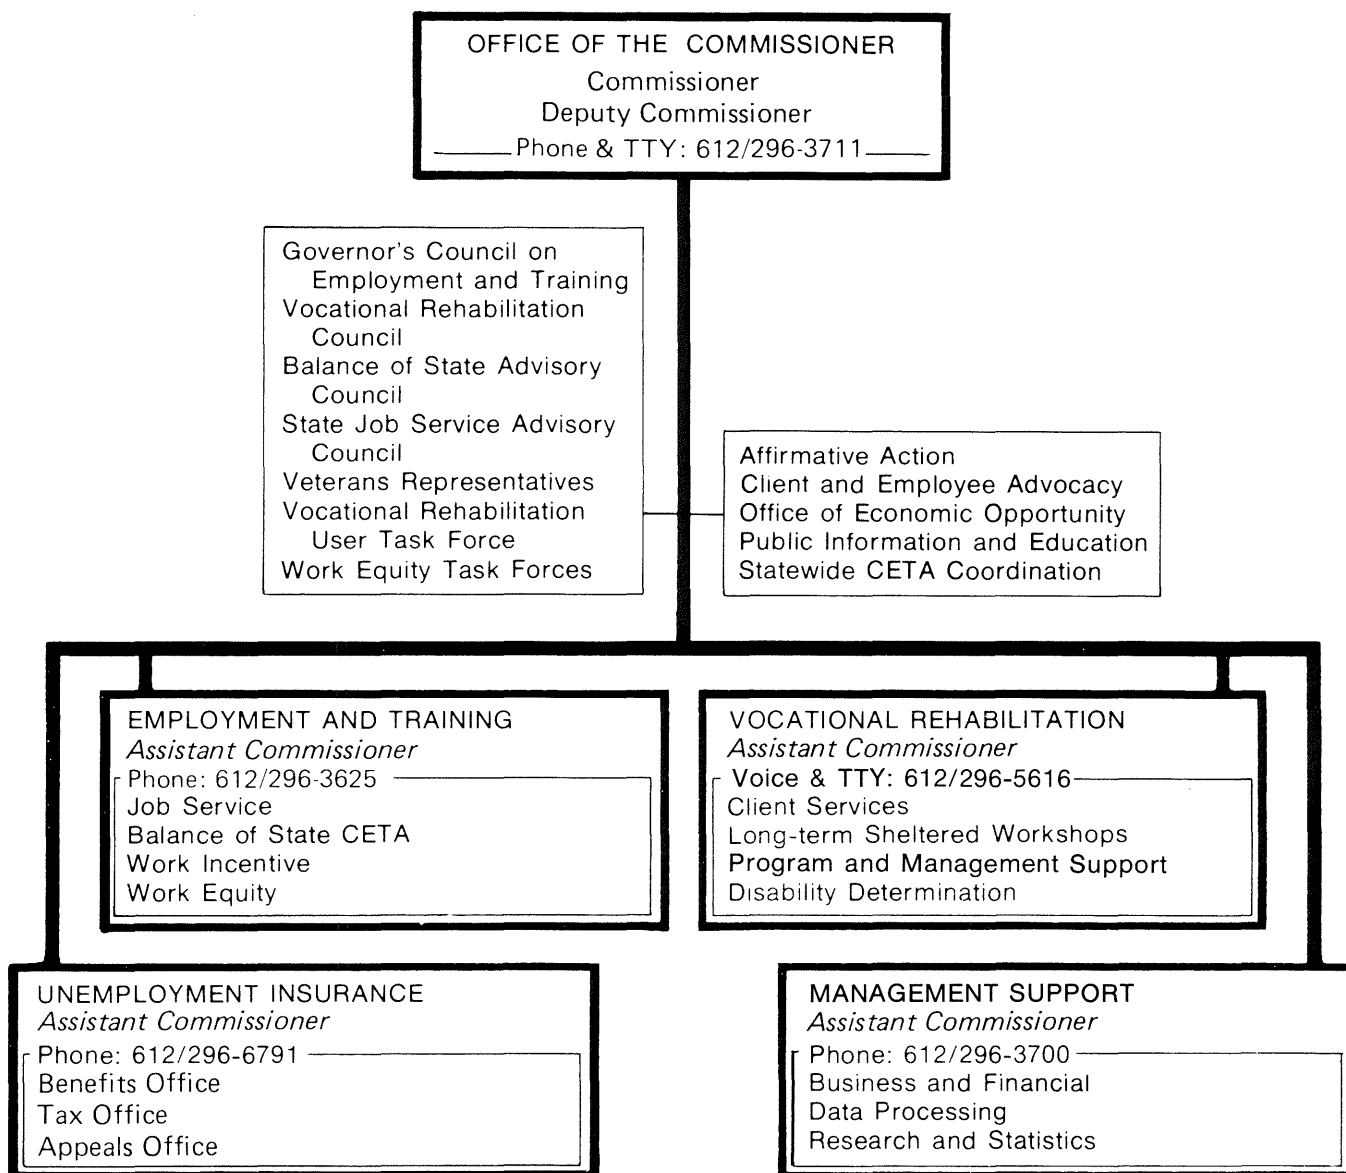 OFFICE OF THE COMMISSIONER
Commissioner
Deputy Commissioner
Phone & TTY: 612/296-3711
Governor's Council on
Employment and Training
Vocational Rehabilitation
Council
Balance of State Advisory
Council
State Job Service Advisory
Council
Veterans Representatives
Vocational Rehabilitation
User Task Force
Work Equity Task Forces
Affirmative Action
Client and Employee Advocacy
Office of Economic Opportunity
Public Information and Education
Statewide CETA Coordination
EMPLOYMENT AND TRAINING
Assistant Commissioner
Phone: 612/296-3625
Job Service
Balance of State CETA
Work Incentive
Work Equity
VOCATIONAL REHABILITATION
Assistant Commissioner
Voice & TTY: 612/296-5616
Client Services
Long-term Sheltered Workshops
Program and Management Support
Disability Determination
UNEMPLOYMENT INSURANCE
Assistant Commissioner
Phone: 612/296-6791
Benefits Office
Tax Office
Appeals Office
MANAGEMENT SUPPORT
Assistant Commissioner
Phone: 612/296-3700
Business and Financial
Data Processing
Research and Statistics